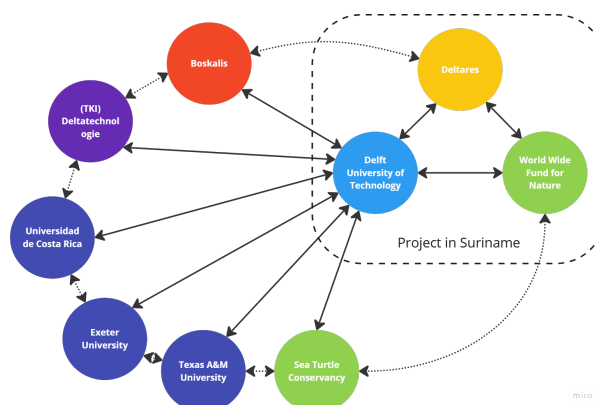 Boskalis
Deltares
(TKI)
Deltatechnol
ogie
Delft
University of
Technology
World Wide
Fund for
Nature
Universidad
de Costa Rica
Project in Suriname
Exeter
University
Texas A&M
University
Sea Turtle
Conservancy
miro